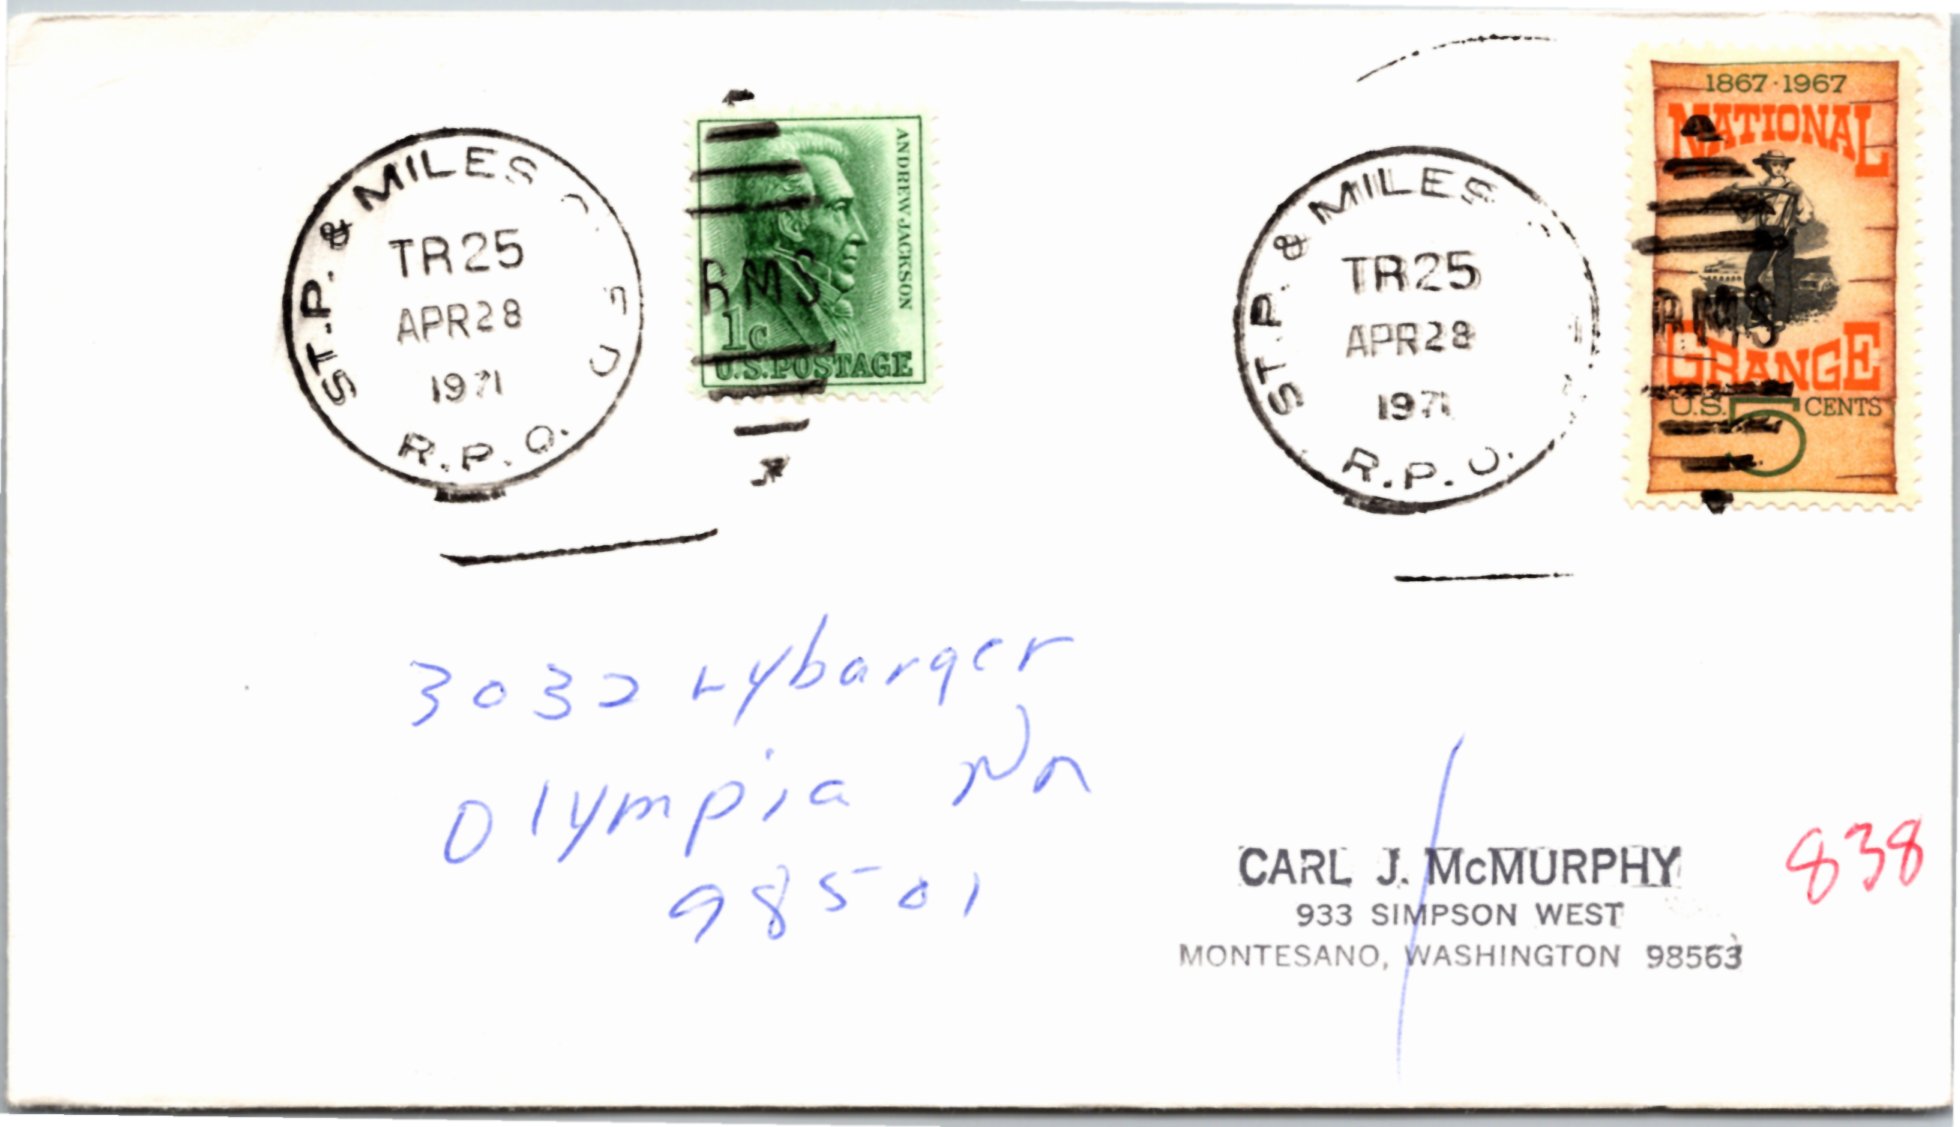 ST.P. & MILES C
TR25
APR28
1971
R.P.O.
ANDREW JACKSON
RMS
1c
U.S.POSTAGE
ST.P. & MILES
TR25
APR28
1971
R.P.O.
1867·1967
NATIONAL
RMS
GRANGE
U.S. 5 CENTS
3032 Lybarger
Olympia Wn
98501
CARL J. McMURPHY
933 SIMPSON WEST
MONTESANO, WASHINGTON 98563
838